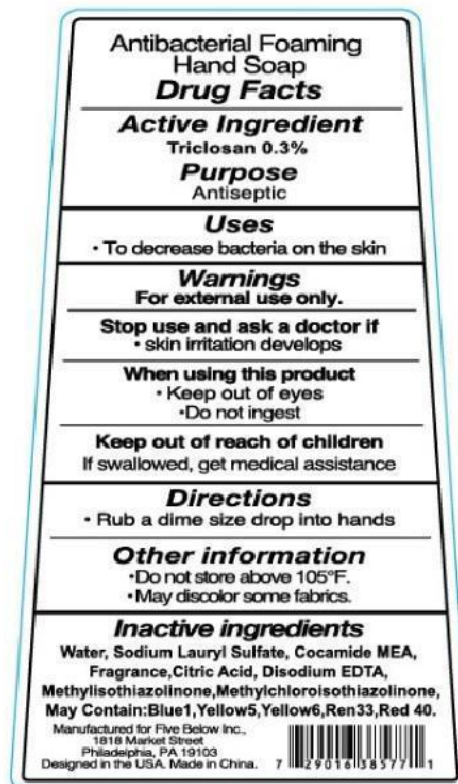 Antibacterial Foaming
Hand Soap
Drug Facts
Active Ingredient
Triclosan 0.3%
Purpose
Antiseptic
Uses
• To decrease bacteria on the skin
Warnings
For external use only.
Stop use and ask a doctor if
• skin irritation develops
When using this product
• Keep out of eyes
•Do not ingest
Keep out of reach of children
If swallowed, get medical assistance
Directions
• Rub a dime size drop into hands
Other information
•Do not store above 105°F.
•May discolor some fabrics.
Inactive ingredients
Water, Sodium Lauryl Sulfate, Cocamide MEA,
Fragrance,Citric Acid, Disodium EDTA,
Methylisothiazolinone,Methylchloroisothiazolinone,
May Contain:Blue1,Yellow5,Yellow6,Ren33,Red 40.
Manufactured for Five Below Inc.,
1818 Market Street
Philadelphia, PA 19103
Designed in the USA. Made in China.
7 29016 38577 1